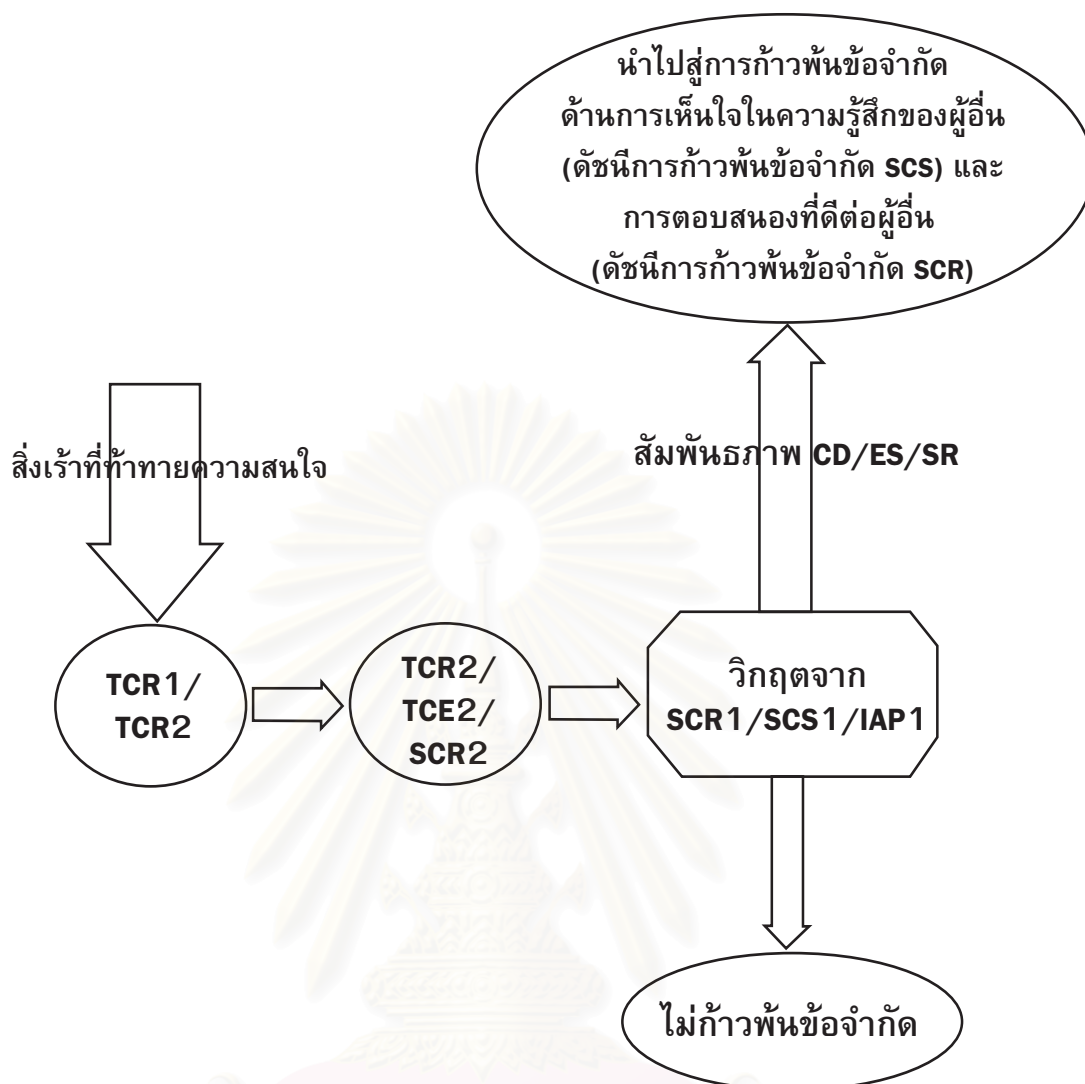 นำไปสู่การก้าวพ้นข้อจำกัด
ด้านการเห็นใจในความรู้สึกของผู้อื่น
(ดัชนีการก้าวพ้นข้อจำกัด SCS) และ
การตอบสนองที่ดีต่อผู้อื่น
(ดัชนีการก้าวพ้นข้อจำกัด SCR)
สิ่งเร้าที่ท้าทายความสนใจ
สัมพันธภาพ CD/ES/SR
TCR1/
TCR2
TCR2/
TCE2/
SCR2
วิกฤตจาก
SCR1/SCS1/IAP1
ไม่ก้าวพ้นข้อจำกัด